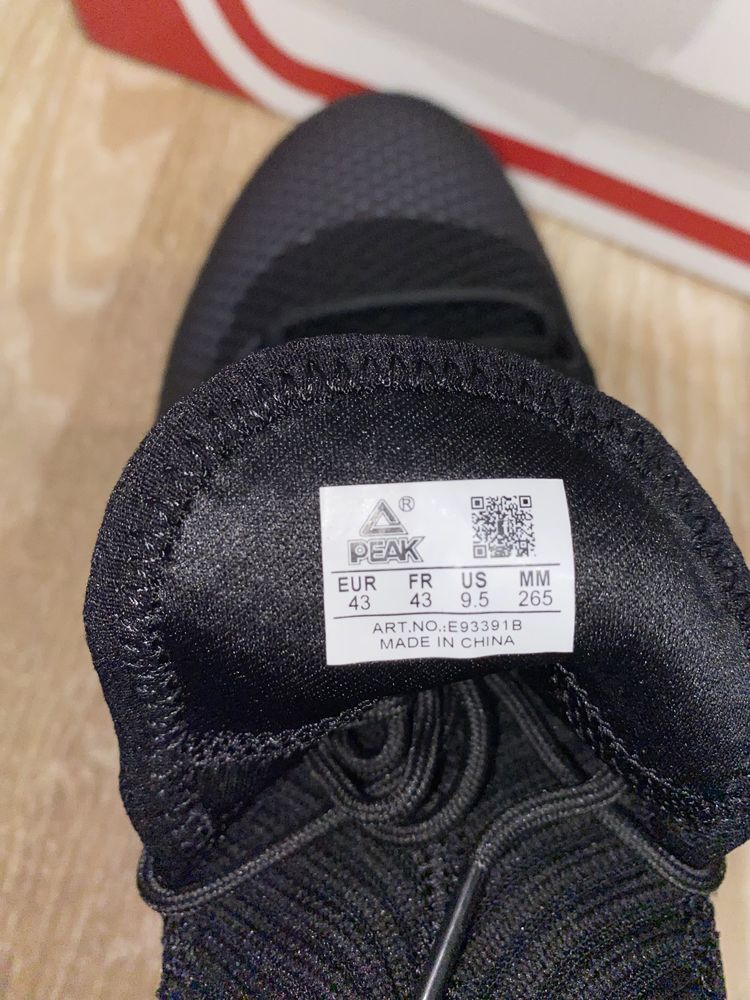 ®
PEAK
EUR FR US MM
43 43 9.5 265
ART.NO.:E93391B
MADE IN CHINA